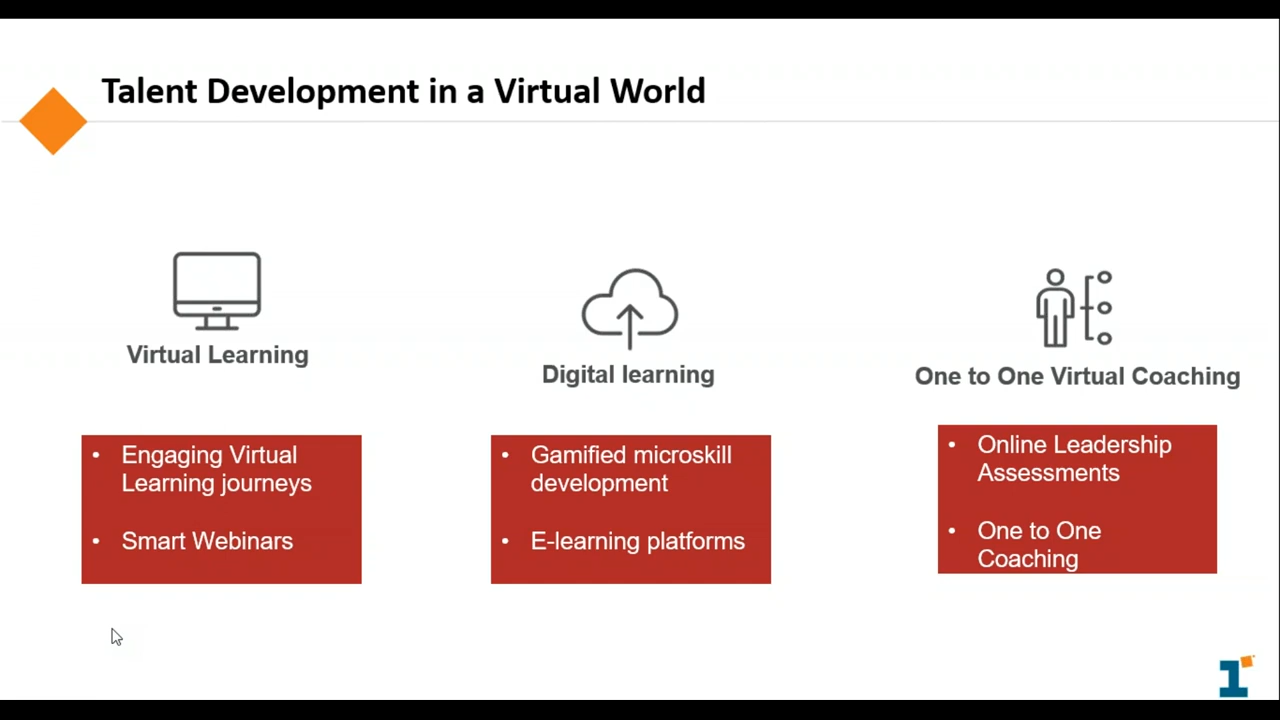 Talent Development in a Virtual World
Virtual Learning
• Engaging Virtual
Learning journeys
• Smart Webinars
Digital learning
• Gamified microskill
development
• E-learning platforms
One to One Virtual Coaching
• Online Leadership
Assessments
• One to One
Coaching
1